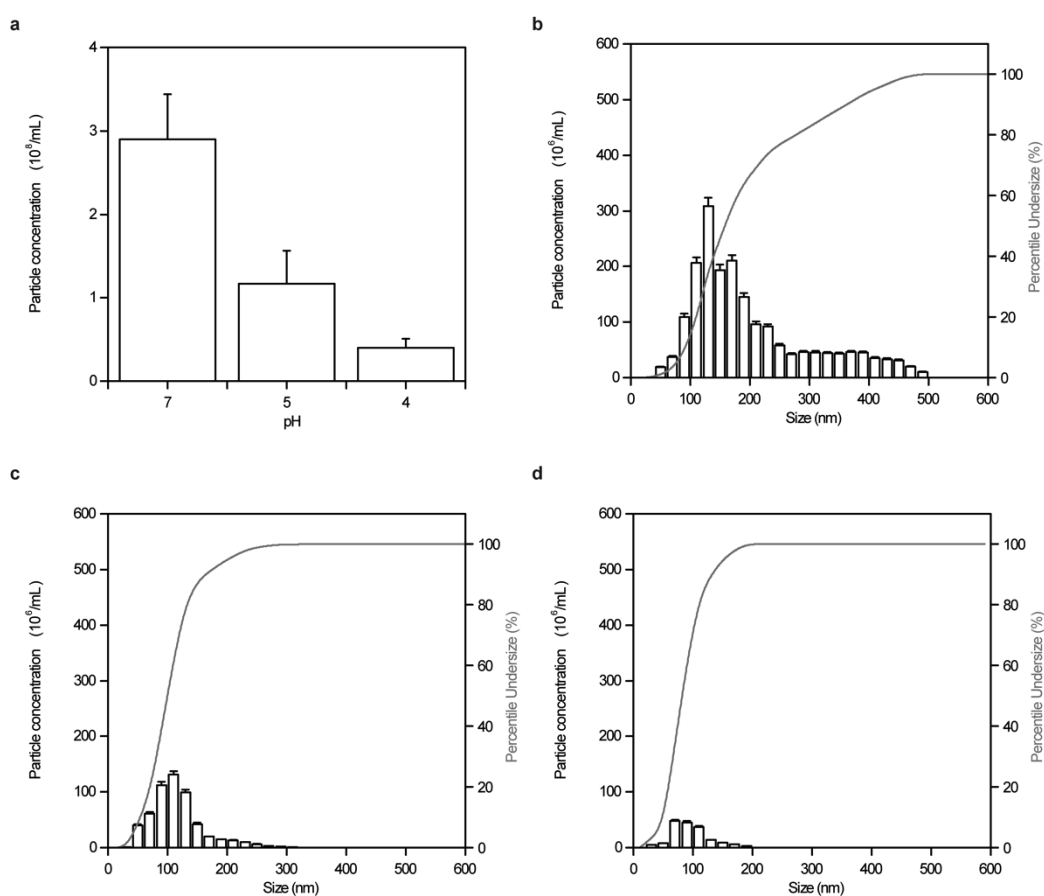 a
4
3
2
1
0
Particle concentration (10⁸/mL)
7 5 4
pH
b
600
500
400
300
200
100
0
Particle concentration (10⁶/mL)
100
80
60
40
20
0
Percentile Undersize (%)
0 100 200 300 400 500 600
Size (nm)
c
600
500
400
300
200
100
0
Particle concentration (10⁶/mL)
100
80
60
40
20
0
Percentile Undersize (%)
0 100 200 300 400 500 600
Size (nm)
d
600
500
400
300
200
100
0
Particle concentration (10⁶/mL)
100
80
60
40
20
0
Percentile Undersize (%)
0 100 200 300 400 500 600
Size (nm)